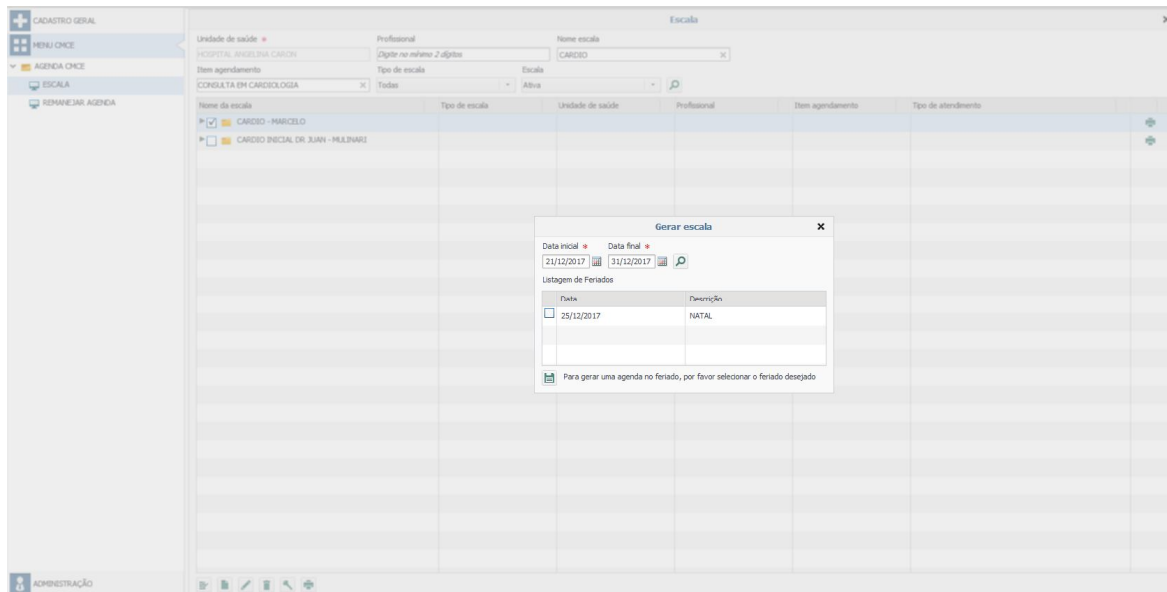 CADASTRO GERAL
MENU CMCE
AGENDA CMCE
ESCALA
REMANEJAR AGENDA
ADMINISTRAÇÃO
Escala
Unidade de saúde *
Profissional
Nome escala
HOSPITAL ANGELINA CARON
Digite no mínimo 2 dígitos
CARDIO
Item agendamento
Tipo de escala
Escala
CONSULTA EM CARDIOLOGIA
Todas
Ativa
Nome da escala Tipo de escala Unidade de saúde Profissional Item agendamento Tipo de atendimento
CARDIO - MARCELO
CARDIO INICIAL DR JUAN - MULINARI
Gerar escala
Data inicial * Data final *
21/12/2017 31/12/2017
Listagem de Feriados
Data Descrição
25/12/2017 NATAL
Para gerar uma agenda no feriado, por favor selecionar o feriado desejado